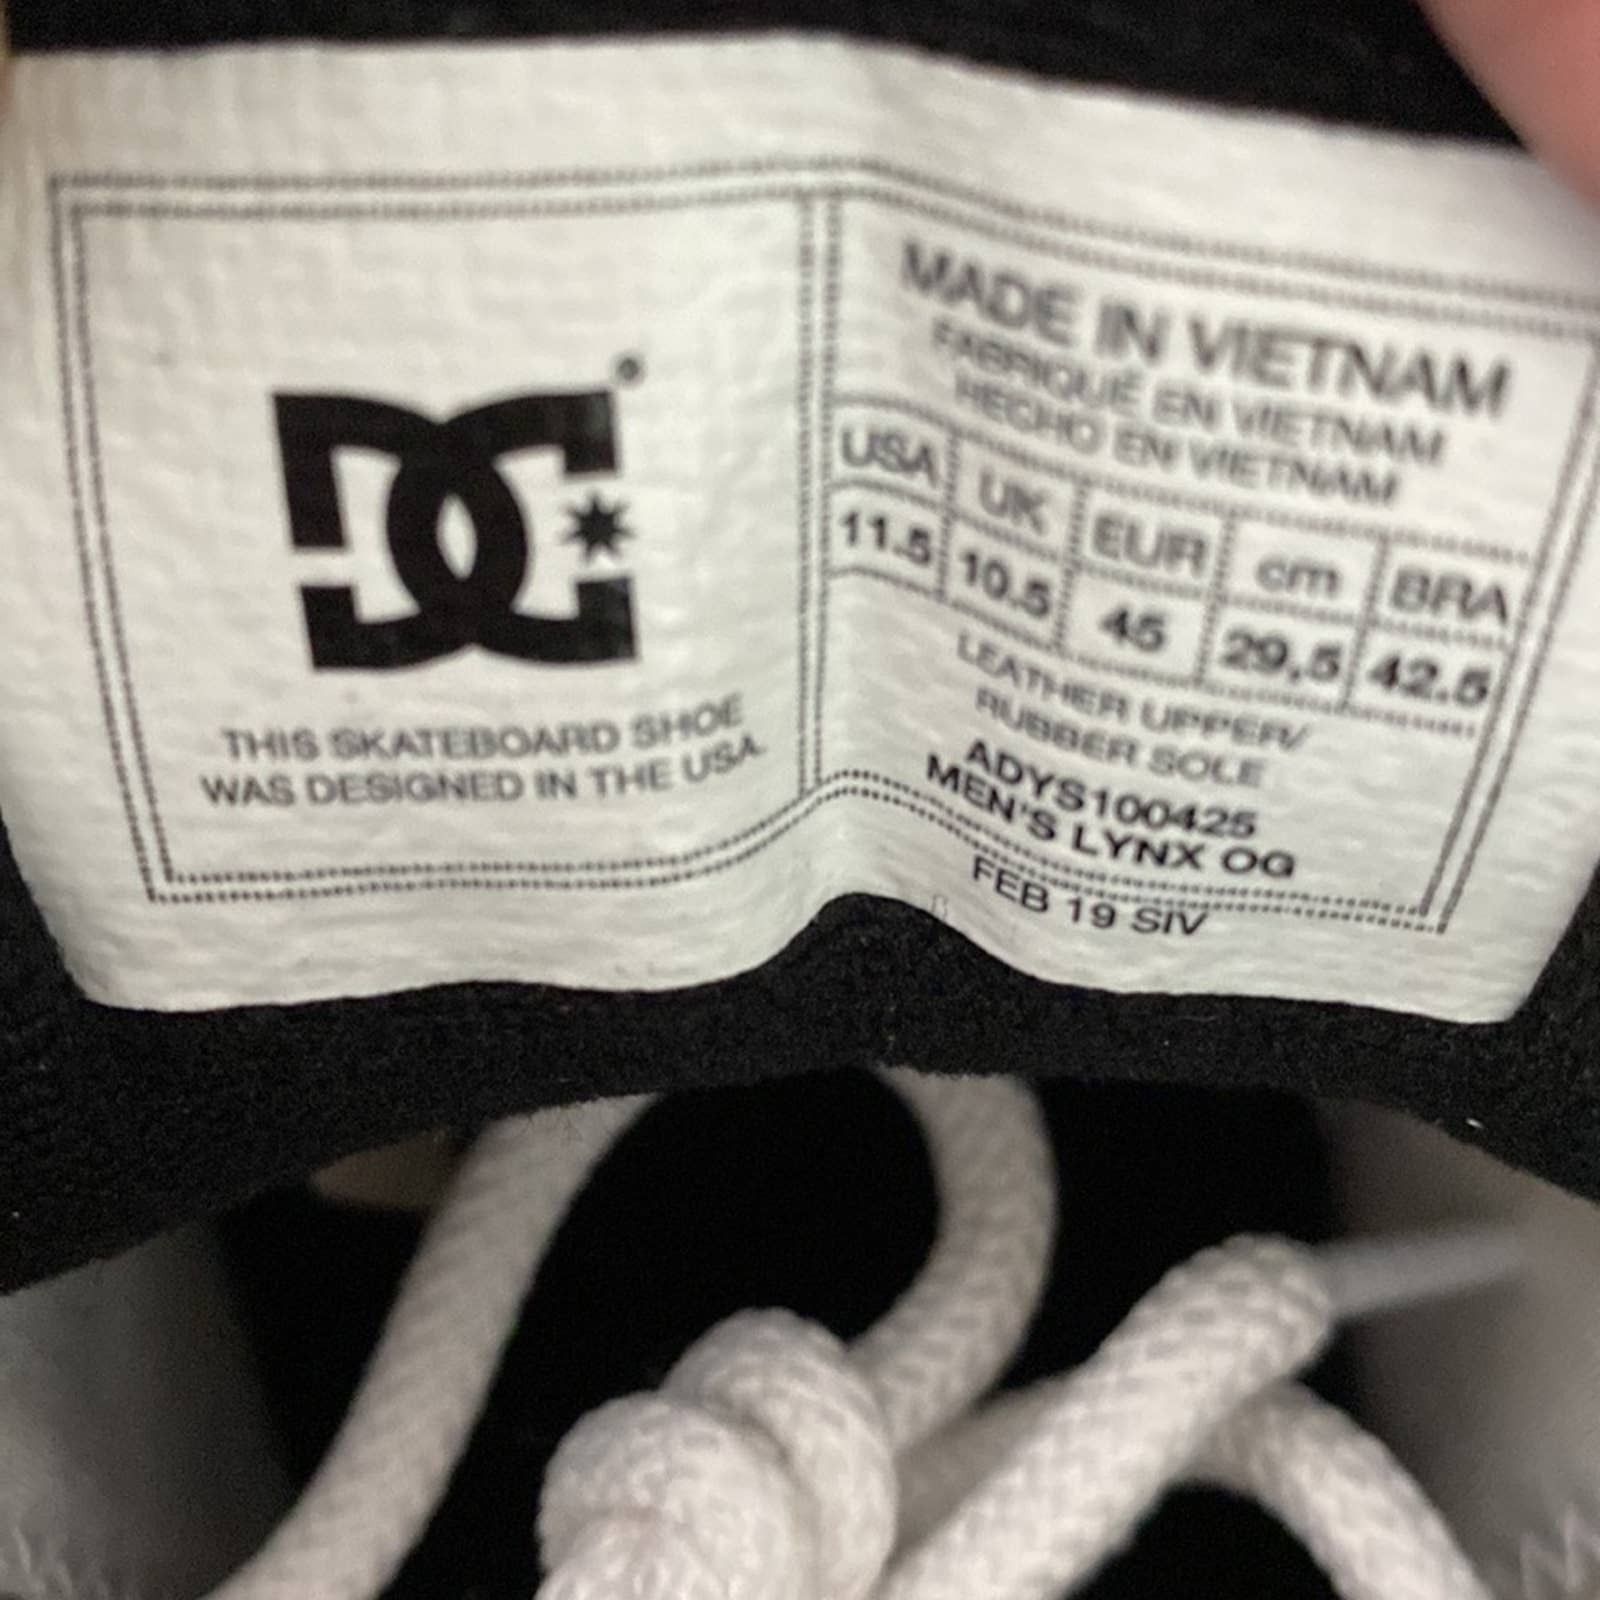 DC
THIS SKATEBOARD SHOE
WAS DESIGNED IN THE USA.
MADE IN VIETNAM
FABRIQUÉ EN VIETNAM
HECHO EN VIETNAM
USA UK EUR cm BRA
11.5 10.5 45 29,5 42.5
LEATHER UPPER/
RUBBER SOLE
ADYS100425
MEN'S LYNX OG
FEB 19 SIV